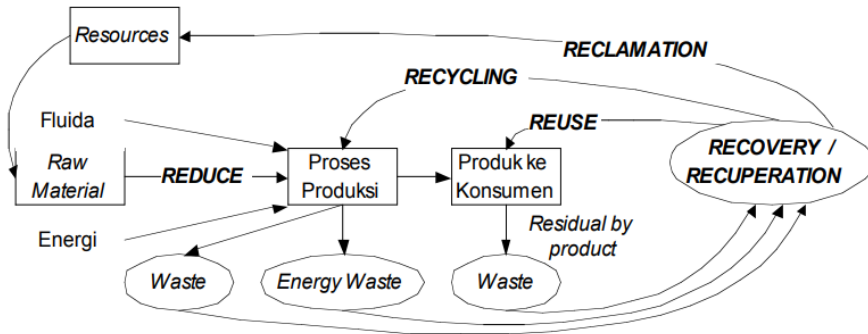 Resources
RECLAMATION
RECYCLING
Fluida
REUSE
Raw
Material
REDUCE
Proses
Produksi
Produk ke
Konsumen
RECOVERY /
RECUPERATION
Energi
Residual by
product
Waste
Energy Waste
Waste